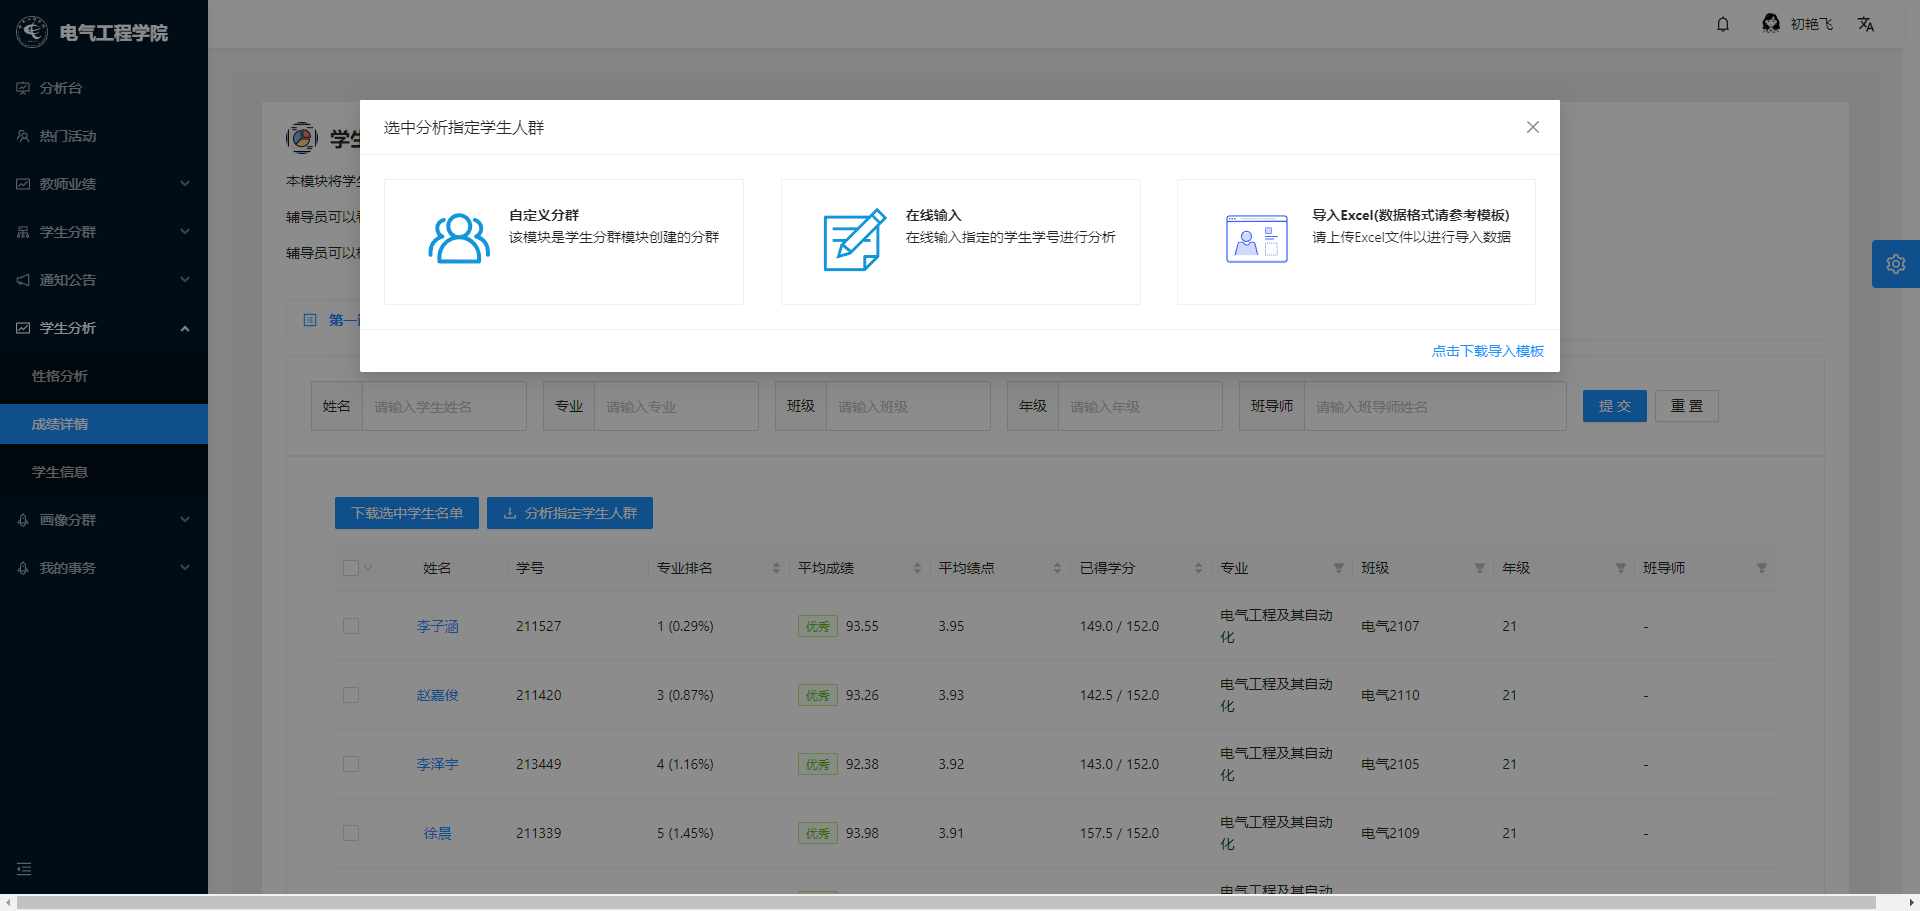 电气工程学院
初艳飞
分析台
热门活动
教师业绩
学生分群
通知公告
学生分析
性格分析
成绩详情
学生信息
画像分群
我的事务
学生
本模块将学生
辅导员可以
辅导员可以
第一
选中分析指定学生人群
自定义分群
该模块是学生分群模块创建的分群
在线输入
在线输入指定的学生学号进行分析
导入Excel(数据格式请参考模板)
请上传Excel文件以进行导入数据
点击下载导入模板
姓名 请输入学生姓名 专业 请输入专业 班级 请输入班级 年级 请输入年级 班导师 请输入班导师姓名 提 交 重 置
下载选中学生名单 分析指定学生人群
姓名 学号 专业排名 平均成绩 平均绩点 已得学分 专业 班级 年级 班导师
李子涵 211527 1 (0.29%) 优秀 93.55 3.95 149.0 / 152.0 电气工程及其自动 电气2107 21 -
化
赵嘉俊 211420 3 (0.87%) 优秀 93.26 3.93 142.5 / 152.0 电气工程及其自动 电气2110 21 -
化
李泽宇 213449 4 (1.16%) 优秀 92.38 3.92 143.0 / 152.0 电气工程及其自动 电气2105 21 -
化
徐晨 211339 5 (1.45%) 优秀 93.98 3.91 157.5 / 152.0 电气工程及其自动 电气2109 21 -
化
电气工程及其自动